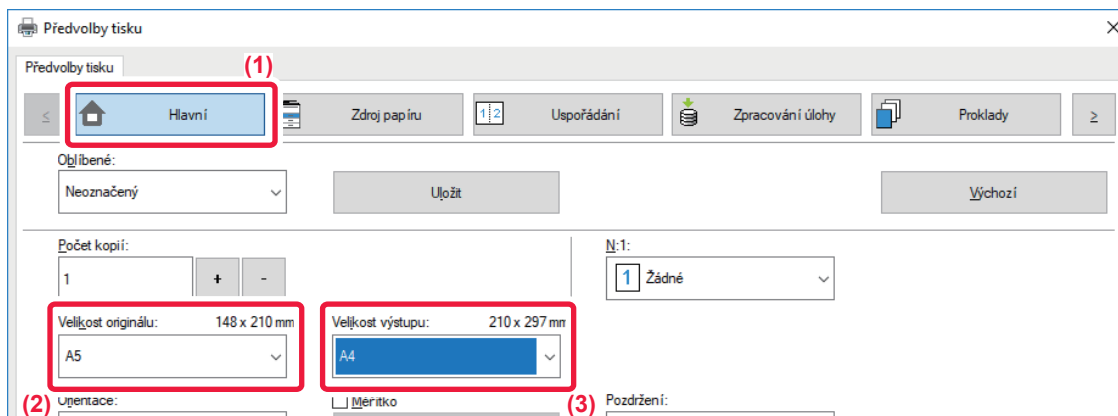 Předvolby tisku
Předvolby tisku
(1)
≤ Hlavní Zdroj papíru 1 2 Uspořádání Zpracování úlohy Proklady ≥
Oblíbené:
Neoznačený Uložit Výchozí
Počet kopií: N:1:
1 + - 1 Žádné
Velikost originálu: 148 x 210 mm Velikost výstupu: 210 x 297 mm
A5 A4
(2) Orientace: Měřítko (3) Pozdržení: